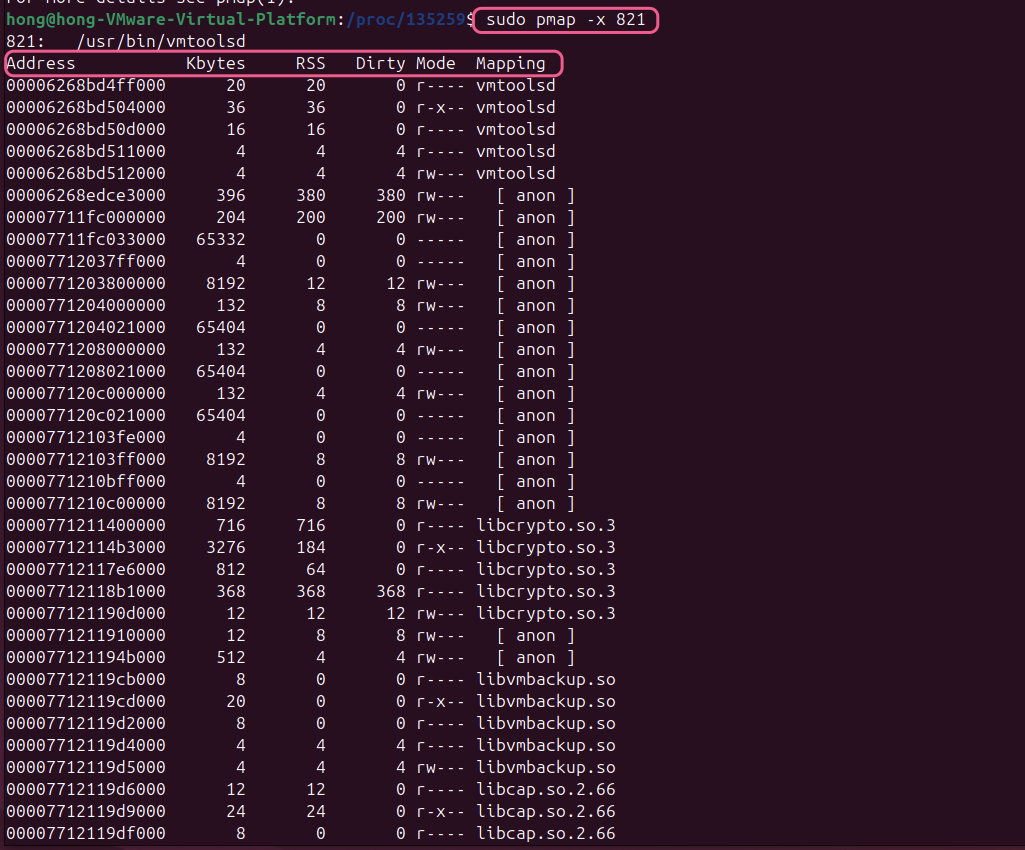 For more details see pmap(1).
hong@hong-VMware-Virtual-Platform:/proc/135259$ sudo pmap -x 821
821:   /usr/bin/vmtoolsd
Address           Kbytes     RSS   Dirty Mode  Mapping
00006268bd4ff000      20      20       0 r---- vmtoolsd
00006268bd504000      36      36       0 r-x-- vmtoolsd
00006268bd50d000      16      16       0 r---- vmtoolsd
00006268bd511000       4       4       4 r---- vmtoolsd
00006268bd512000       4       4       4 rw--- vmtoolsd
00006268edce3000     396     380     380 rw---   [ anon ]
00007711fc000000     204     200     200 rw---   [ anon ]
00007711fc033000   65332       0       0 -----   [ anon ]
00007712037ff000       4       0       0 -----   [ anon ]
0000771203800000    8192      12      12 rw---   [ anon ]
0000771204000000     132       8       8 rw---   [ anon ]
0000771204021000   65404       0       0 -----   [ anon ]
0000771208000000     132       4       4 rw---   [ anon ]
0000771208021000   65404       0       0 -----   [ anon ]
000077120c000000     132       4       4 rw---   [ anon ]
000077120c021000   65404       0       0 -----   [ anon ]
00007712103fe000       4       0       0 -----   [ anon ]
00007712103ff000    8192       8       8 rw---   [ anon ]
0000771210bff000       4       0       0 -----   [ anon ]
0000771210c00000    8192       8       8 rw---   [ anon ]
0000771211400000     716     716       0 r---- libcrypto.so.3
00007712114b3000    3276     184       0 r-x-- libcrypto.so.3
00007712117e6000     812      64       0 r---- libcrypto.so.3
00007712118b1000     368     368     368 r---- libcrypto.so.3
000077121190d000      12      12      12 rw--- libcrypto.so.3
0000771211910000      12       8       8 rw---   [ anon ]
000077121194b000     512       4       4 rw---   [ anon ]
00007712119cb000       8       0       0 r---- libvmbackup.so
00007712119cd000      20       0       0 r-x-- libvmbackup.so
00007712119d2000       8       0       0 r---- libvmbackup.so
00007712119d4000       4       4       4 r---- libvmbackup.so
00007712119d5000       4       4       4 rw--- libvmbackup.so
00007712119d6000      12      12       0 r---- libcap.so.2.66
00007712119d9000      24      24       0 r-x-- libcap.so.2.66
00007712119df000       8       0       0 r---- libcap.so.2.66